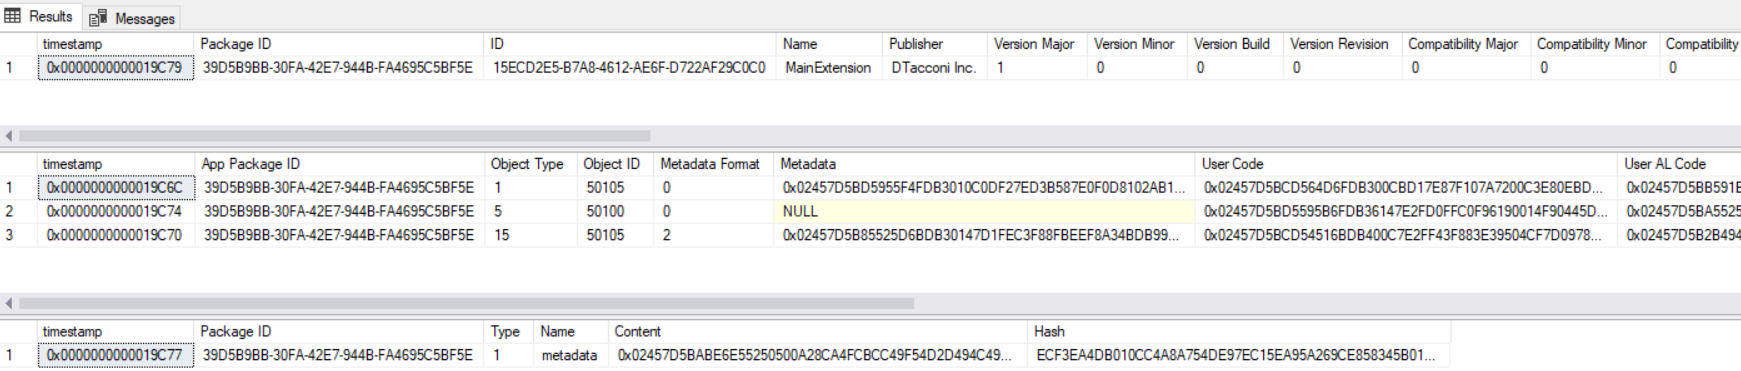 Results Messages
timestamp Package ID ID Name Publisher Version Major Version Minor Version Build Version Revision Compatibility Major Compatibility Minor Compatibility
1 0x0000000000019C79 39D5B9BB-30FA-42E7-944B-FA4695C5BF5E 15ECD2E5-B7A8-4612-AE6F-D722AF29C0C0 MainExtension DTacconi Inc. 1 0 0 0 0 0 0
timestamp App Package ID Object Type Object ID Metadata Format Metadata User Code User AL Code
1 0x0000000000019C6C 39D5B9BB-30FA-42E7-944B-FA4695C5BF5E 1 50105 0 0x02457D5BD5955F4FDB3010C0DF27ED3B587E0F0D8102AB1... 0x02457D5BCD564D6FDB300CBD17E87F107A7200C3E80EBD... 0x02457D5BB591E
2 0x0000000000019C74 39D5B9BB-30FA-42E7-944B-FA4695C5BF5E 5 50100 0 NULL 0x02457D5BD5595B6FDB36147E2FD0FFC0F96190014F90445D... 0x02457D5BA5525
3 0x0000000000019C70 39D5B9BB-30FA-42E7-944B-FA4695C5BF5E 15 50105 2 0x02457D5B85525D6BDB30147D1FEC3F88FBEEF8A34BDB99... 0x02457D5BCD54516BDB400C7E2FF43F883E39504CF7D0978... 0x02457D5B2B494
timestamp Package ID Type Name Content Hash
1 0x0000000000019C77 39D5B9BB-30FA-42E7-944B-FA4695C5BF5E 1 metadata 0x02457D5BABE6E55250500A28CA4FCBCC49F54D2D494C49... ECF3EA4DB010CC4A8A754DE97EC15EA95A269CE858345B01...